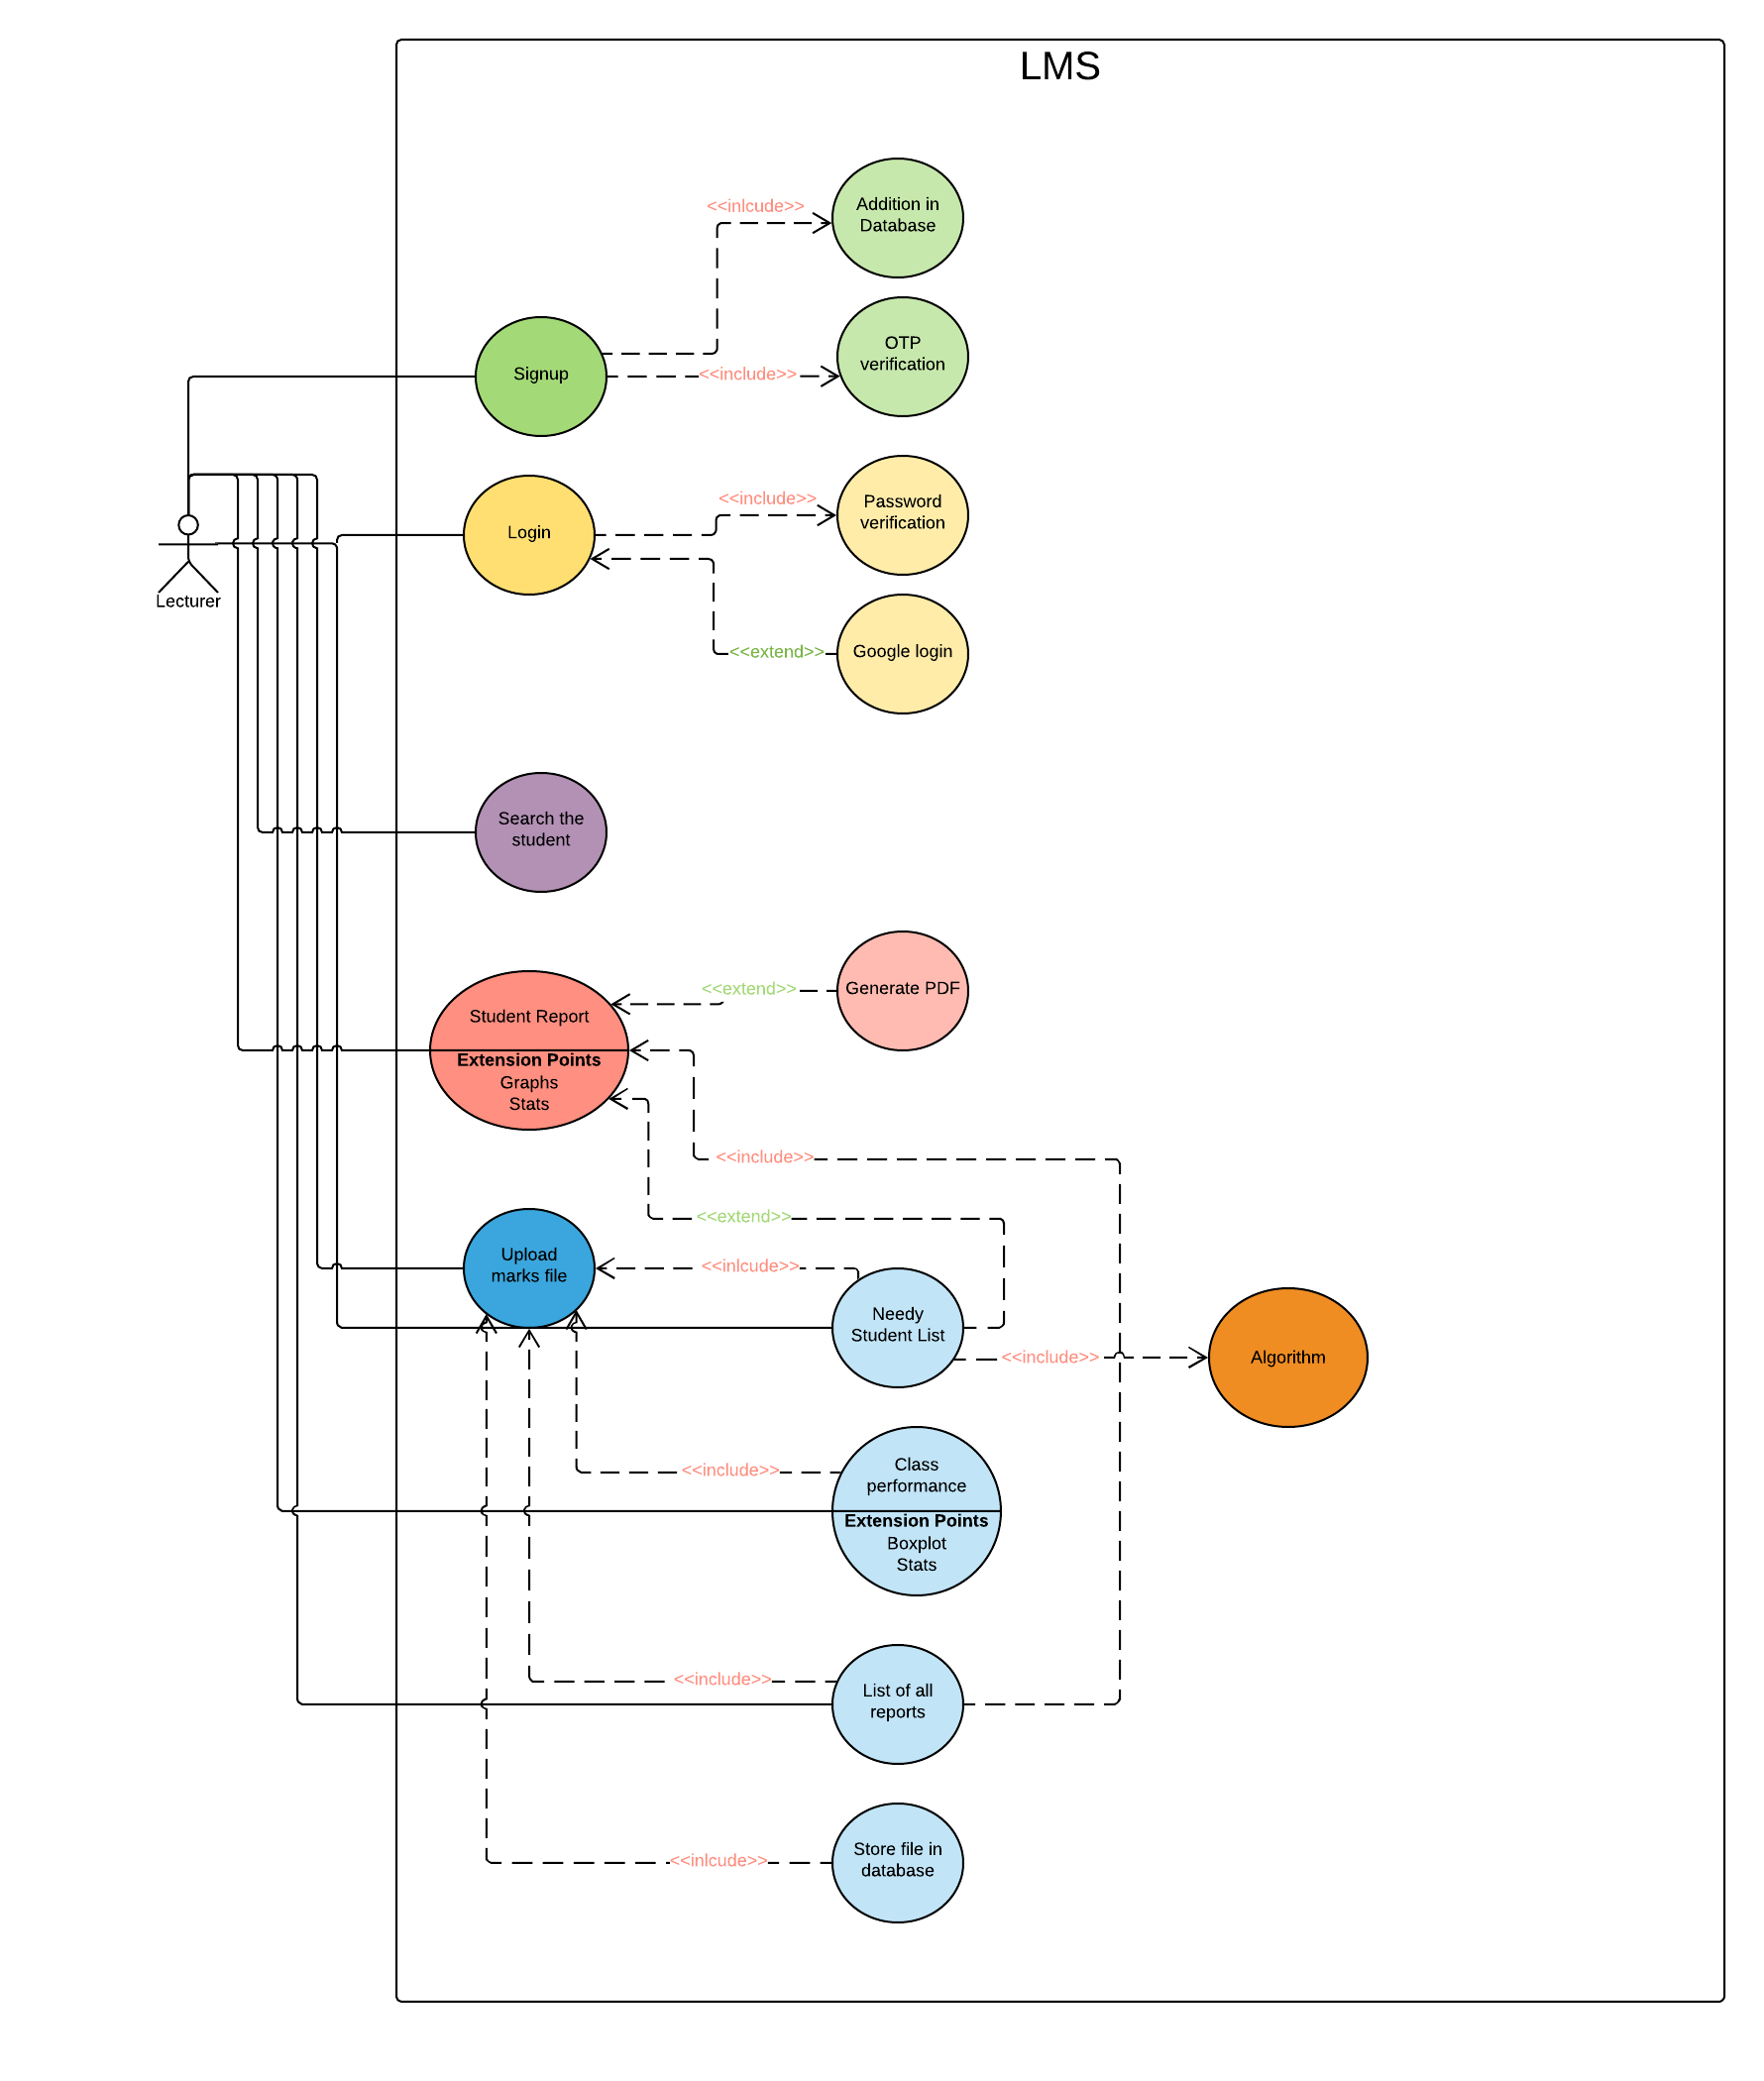 LMS
<<inlcude>>
Addition in
Database
Signup
<<include>>
OTP
verification
Lecturer
Login
<<include>>
Password
verification
<<extend>>
Google login
Search the
student
Student Report
Extension Points
Graphs
Stats
<<extend>>
Generate PDF
<<include>>
<<extend>>
Upload
marks file
<<inlcude>>
Needy
Student List
<<include>>
Algorithm
<<include>>
Class
performance
Extension Points
Boxplot
Stats
<<include>>
List of all
reports
<<inlcude>>
Store file in
database